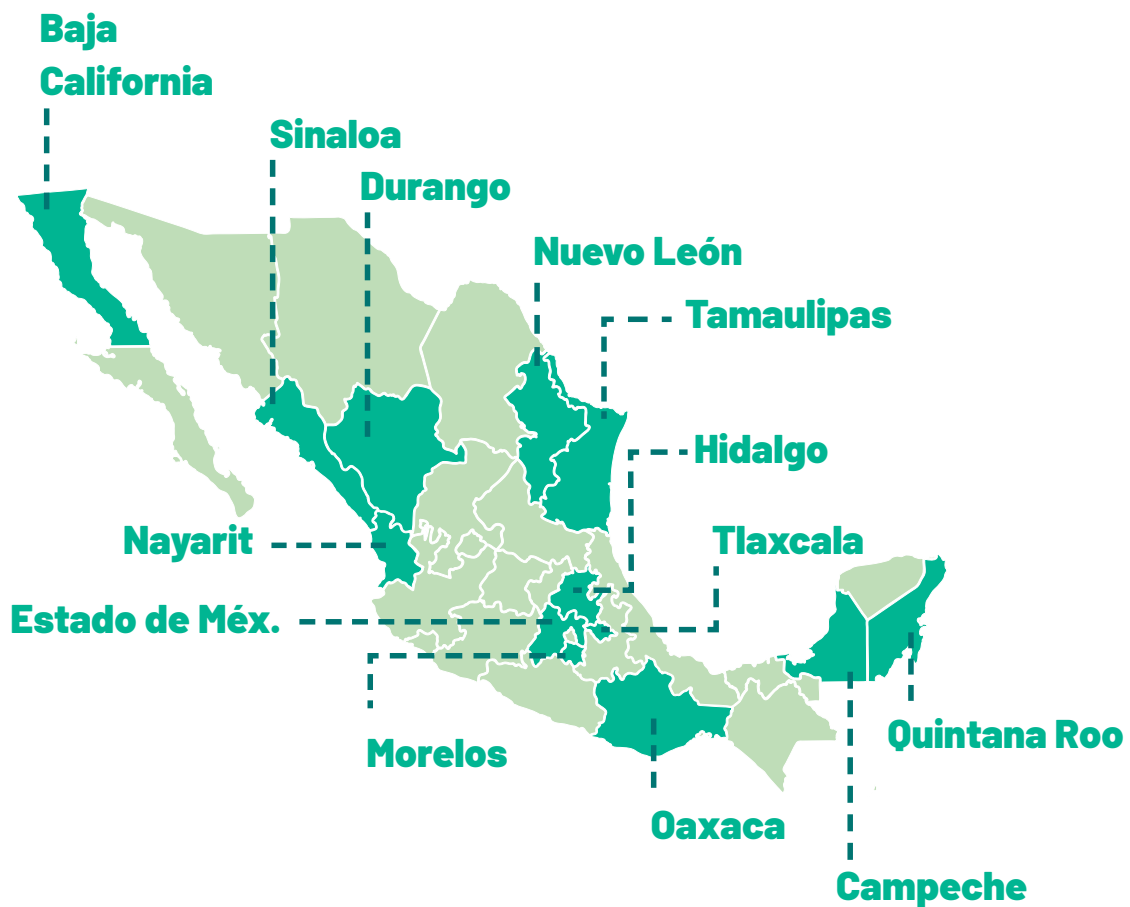 Baja
California
Sinaloa
Durango
Nuevo León
Tamaulipas
Hidalgo
Nayarit
Tlaxcala
Estado de Méx.
Morelos
Quintana Roo
Oaxaca
Campeche